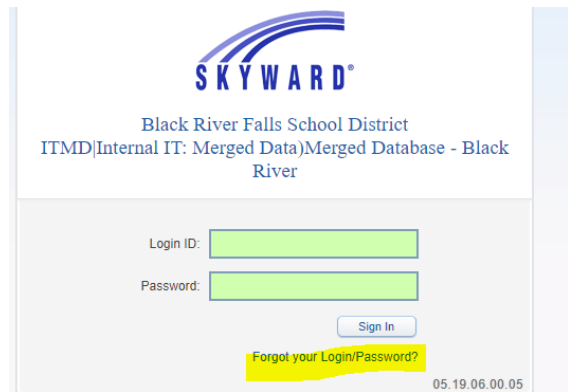 SKYWARD®
Black River Falls School District
ITMD|Internal IT: Merged Data)Merged Database - Black
River
Login ID:
Password:
Sign In
Forgot your Login/Password?
05.19.06.00.05